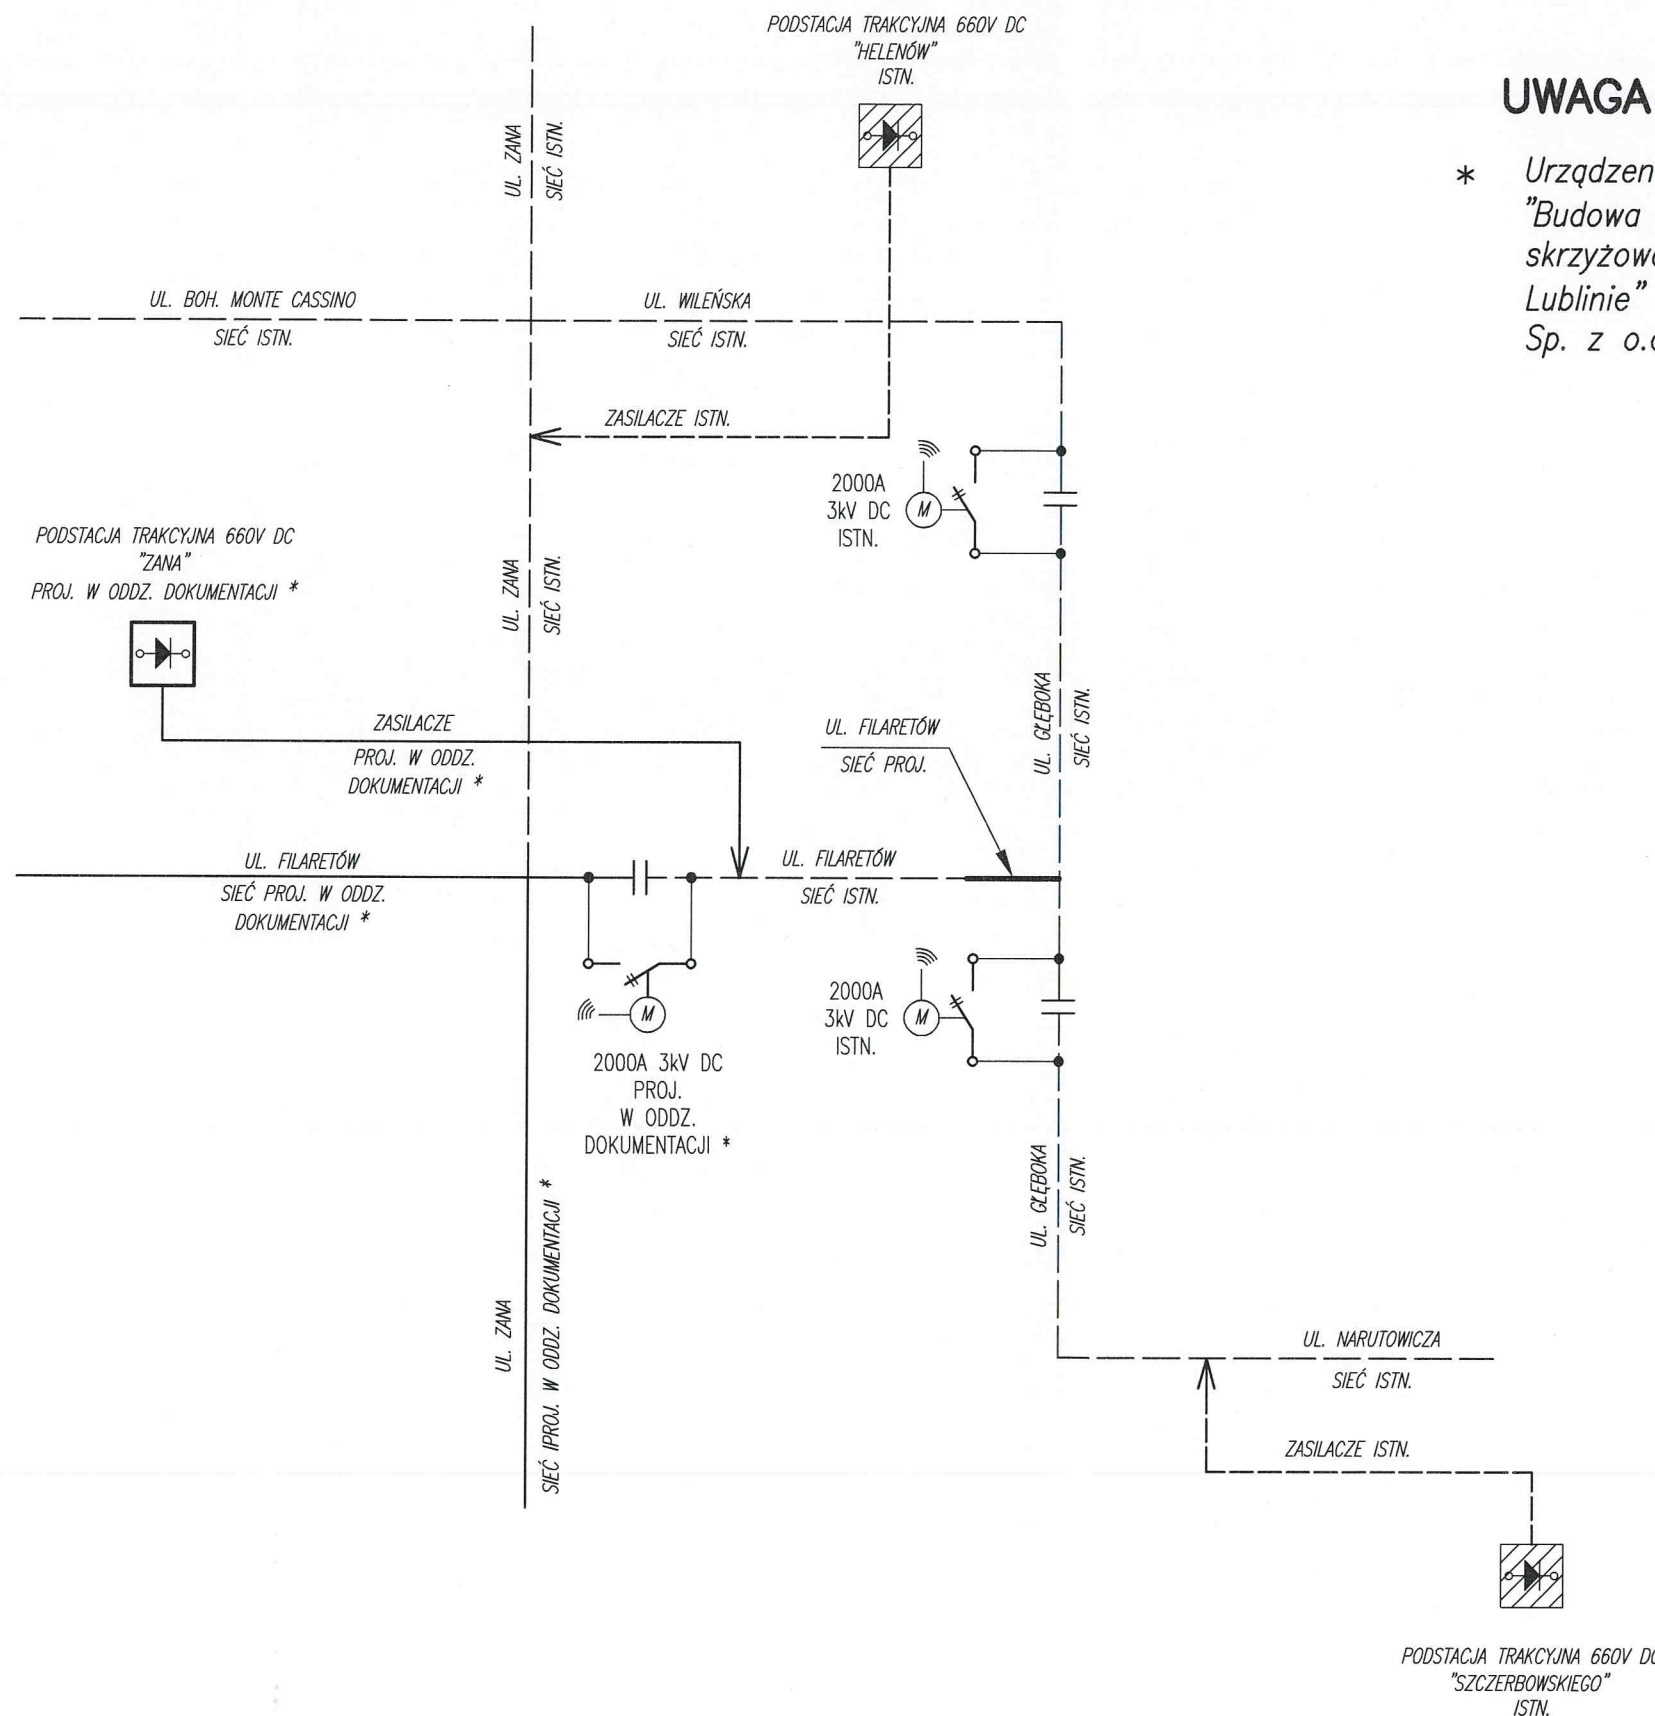 PODSTACJA TRAKCYJNA 660V DC
"HELENÓW"
ISTN.
UWAGA
* Urządzen
"Budowa
skrzyżowa
Lublinie"
Sp. z o.o
UL. ZANA
SIEĆ ISTN.
UL. BOH. MONTE CASSINO
SIEĆ ISTN.
UL. WILEŃSKA
SIEĆ ISTN.
ZASILACZE ISTN.
2000A
3kV DC
ISTN.
M
PODSTACJA TRAKCYJNA 660V DC
"ZANA"
PROJ. W ODDZ. DOKUMENTACJI *
UL. ZANA
SIEĆ ISTN.
ZASILACZE
PROJ. W ODDZ.
DOKUMENTACJI *
UL. FILARETÓW
SIEĆ PROJ.
UL. GŁĘBOKA
SIEĆ ISTN.
UL. FILARETÓW
SIEĆ PROJ. W ODDZ.
DOKUMENTACJI *
UL. FILARETÓW
SIEĆ ISTN.
M
2000A 3kV DC
PROJ.
W ODDZ.
DOKUMENTACJI *
2000A
3kV DC
ISTN.
M
UL. ZANA
SIEĆ IPROJ. W ODDZ. DOKUMENTACJI *
UL. GŁĘBOKA
SIEĆ ISTN.
UL. NARUTOWICZA
SIEĆ ISTN.
ZASILACZE ISTN.
PODSTACJA TRAKCYJNA 660V DC
"SZCZERBOWSKIEGO"
ISTN.